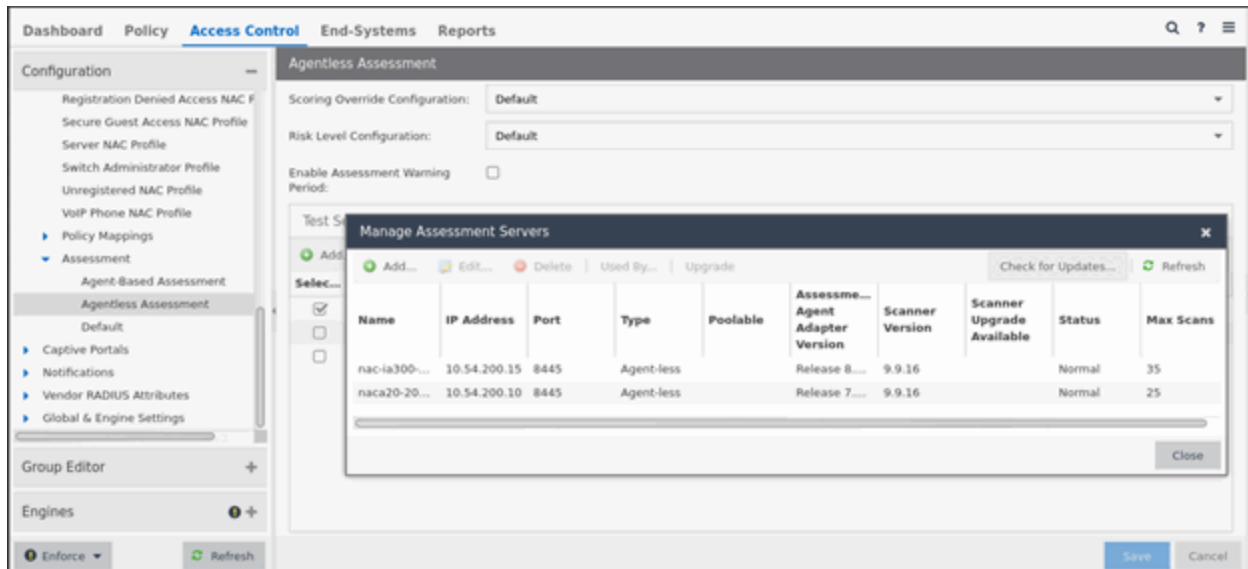 Dashboard Policy Access Control End-Systems Reports ?
Configuration
Registration Denied Access NAC F
Secure Guest Access NAC Profile
Server NAC Profile
Switch Administrator Profile
Unregistered NAC Profile
VoIP Phone NAC Profile
Policy Mappings
Assessment
Agent-Based Assessment
Agentless Assessment
Default
Captive Portals
Notifications
Vendor RADIUS Attributes
Global & Engine Settings
Group Editor
Engines
Enforce Refresh
Agentless Assessment
Scoring Override Configuration: Default
Risk Level Configuration: Default
Enable Assessment Warning
Period:
Test Se
Add
Selec...
Manage Assessment Servers
Add... Edit... Delete Used By... Upgrade Check for Updates... Refresh
Name IP Address Port Type Poolable Assessme... Agent Adapter Version Scanner Version Scanner Upgrade Available Status Max Scans
nac-ia300-... 10.54.200.15 8445 Agent-less Release 8.... 9.9.16 Normal 35
naca20-20... 10.54.200.10 8445 Agent-less Release 7.... 9.9.16 Normal 25
Close
Save Cancel